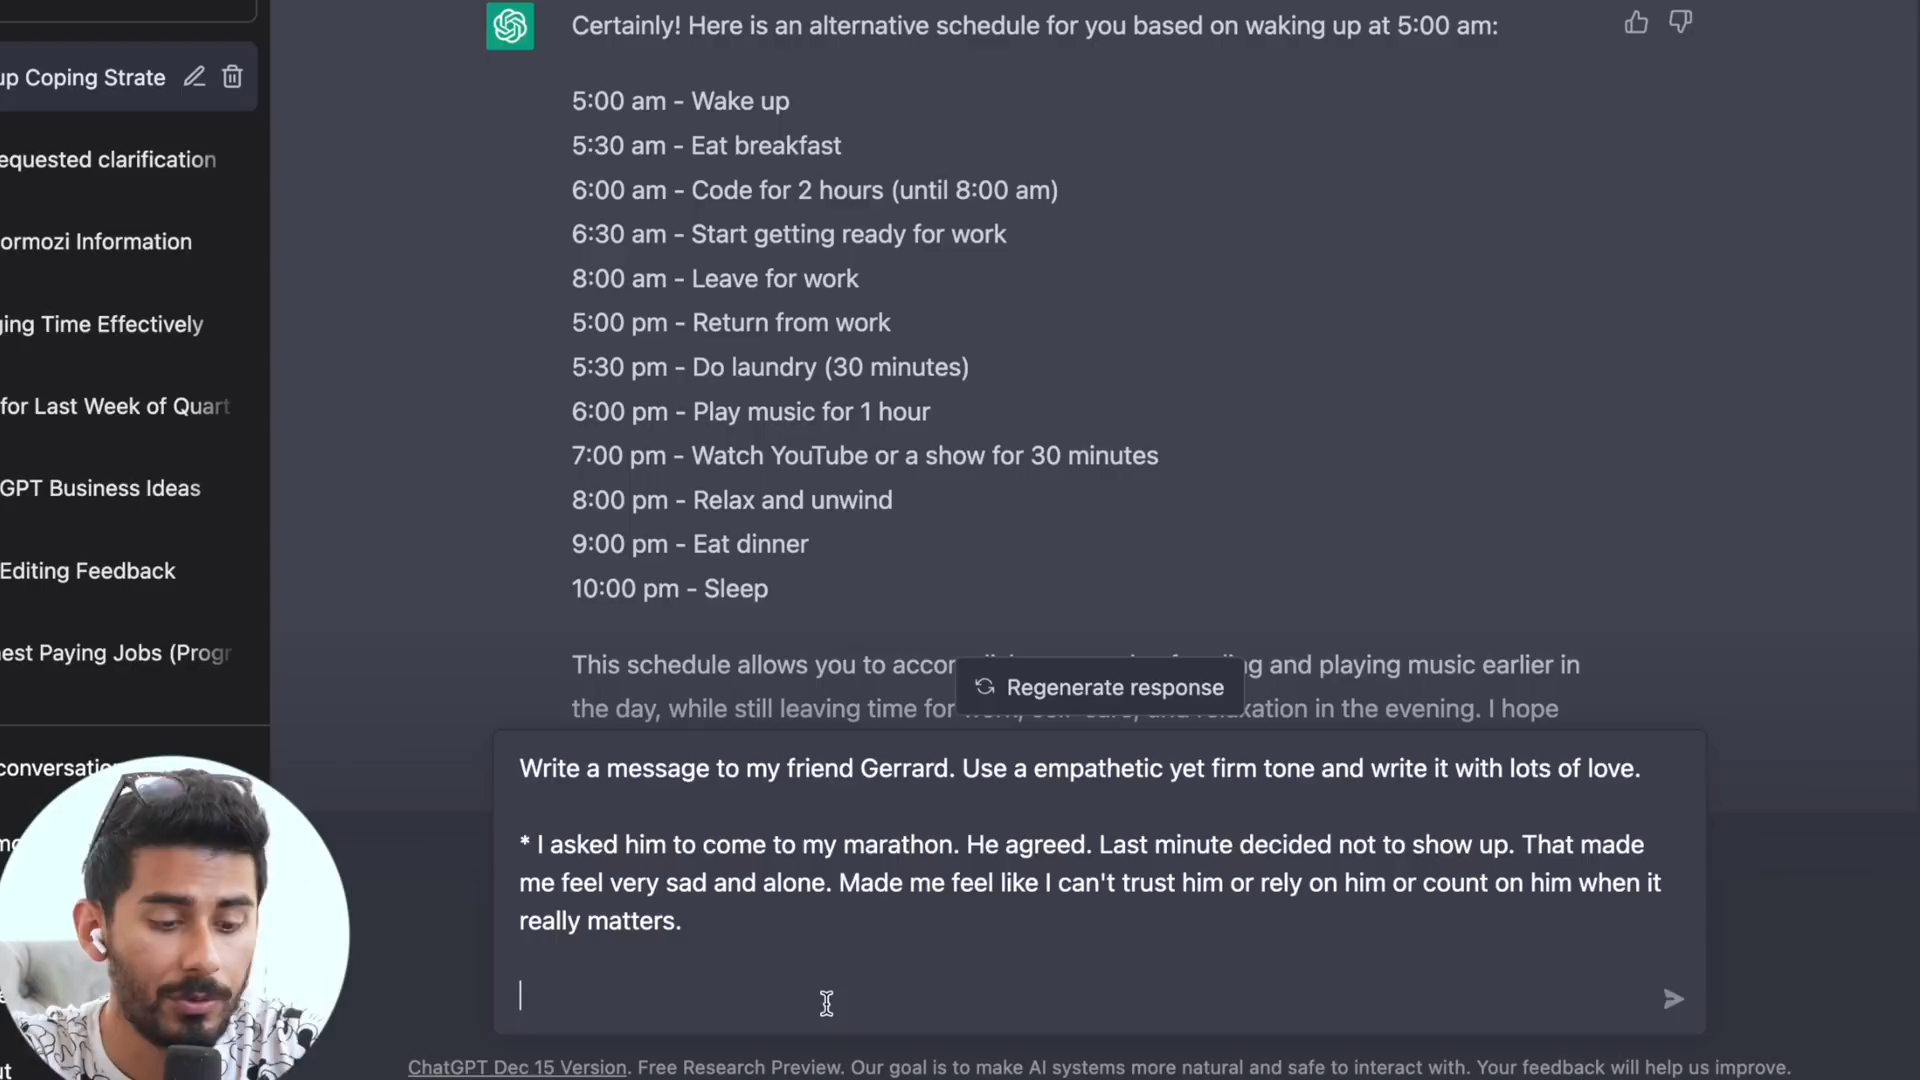 Certainly! Here is an alternative schedule for you based on waking up at 5:00 am:
up Coping Strate
5:00 am - Wake up
5:30 am - Eat breakfast
equested clarification
6:00 am - Code for 2 hours (until 8:00 am)
ormozi Information
6:30 am - Start getting ready for work
8:00 am - Leave for work
ging Time Effectively
5:00 pm - Return from work
5:30 pm - Do laundry (30 minutes)
for Last Week of Quart
6:00 pm - Play music for 1 hour
7:00 pm - Watch YouTube or a show for 30 minutes
GPT Business Ideas
8:00 pm - Relax and unwind
9:00 pm - Eat dinner
Editing Feedback
10:00 pm - Sleep
est Paying Jobs (Progr
This schedule allows you to and playing music earlier in
Regenerate response
the day, while still leaving time for relaxation in the evening. I hope
Write a message to my friend Gerrard. Use a empathetic yet firm tone and write it with lots of love.
* I asked him to come to my marathon. He agreed. Last minute decided not to show up. That made
me feel very sad and alone. Made me feel like I can't trust him or rely on him or count on him when it
really matters.
ChatGPT Dec 15 Version. Free Research Preview. Our goal is to make AI systems more natural and safe to interact with. Your feedback will help us improve.